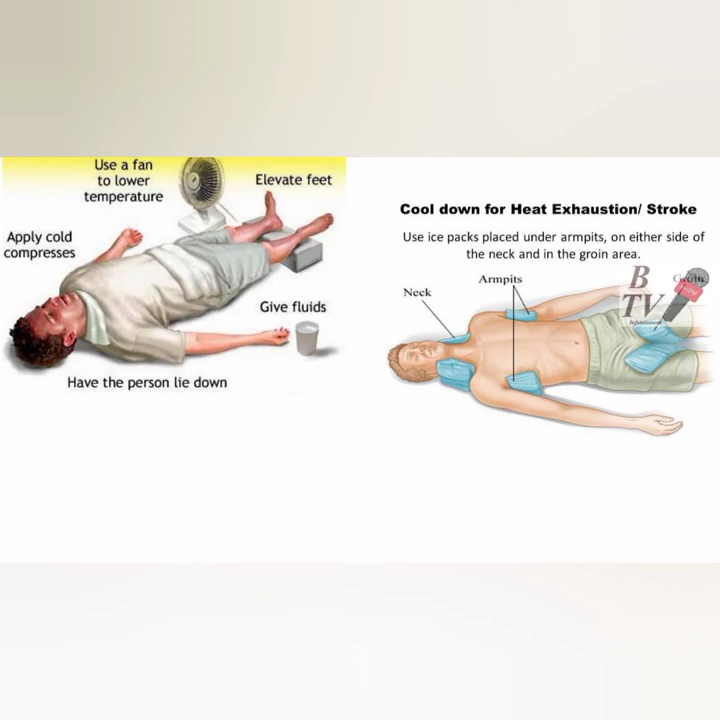 Use a fan
to lower
temperature
Elevate feet
Apply cold
compresses
Give fluids
Have the person lie down
Cool down for Heat Exhaustion/ Stroke
Use ice packs placed under armpits, on either side of
the neck and in the groin area.
Armpits
Neck
Groin
B
TV
Infotainment